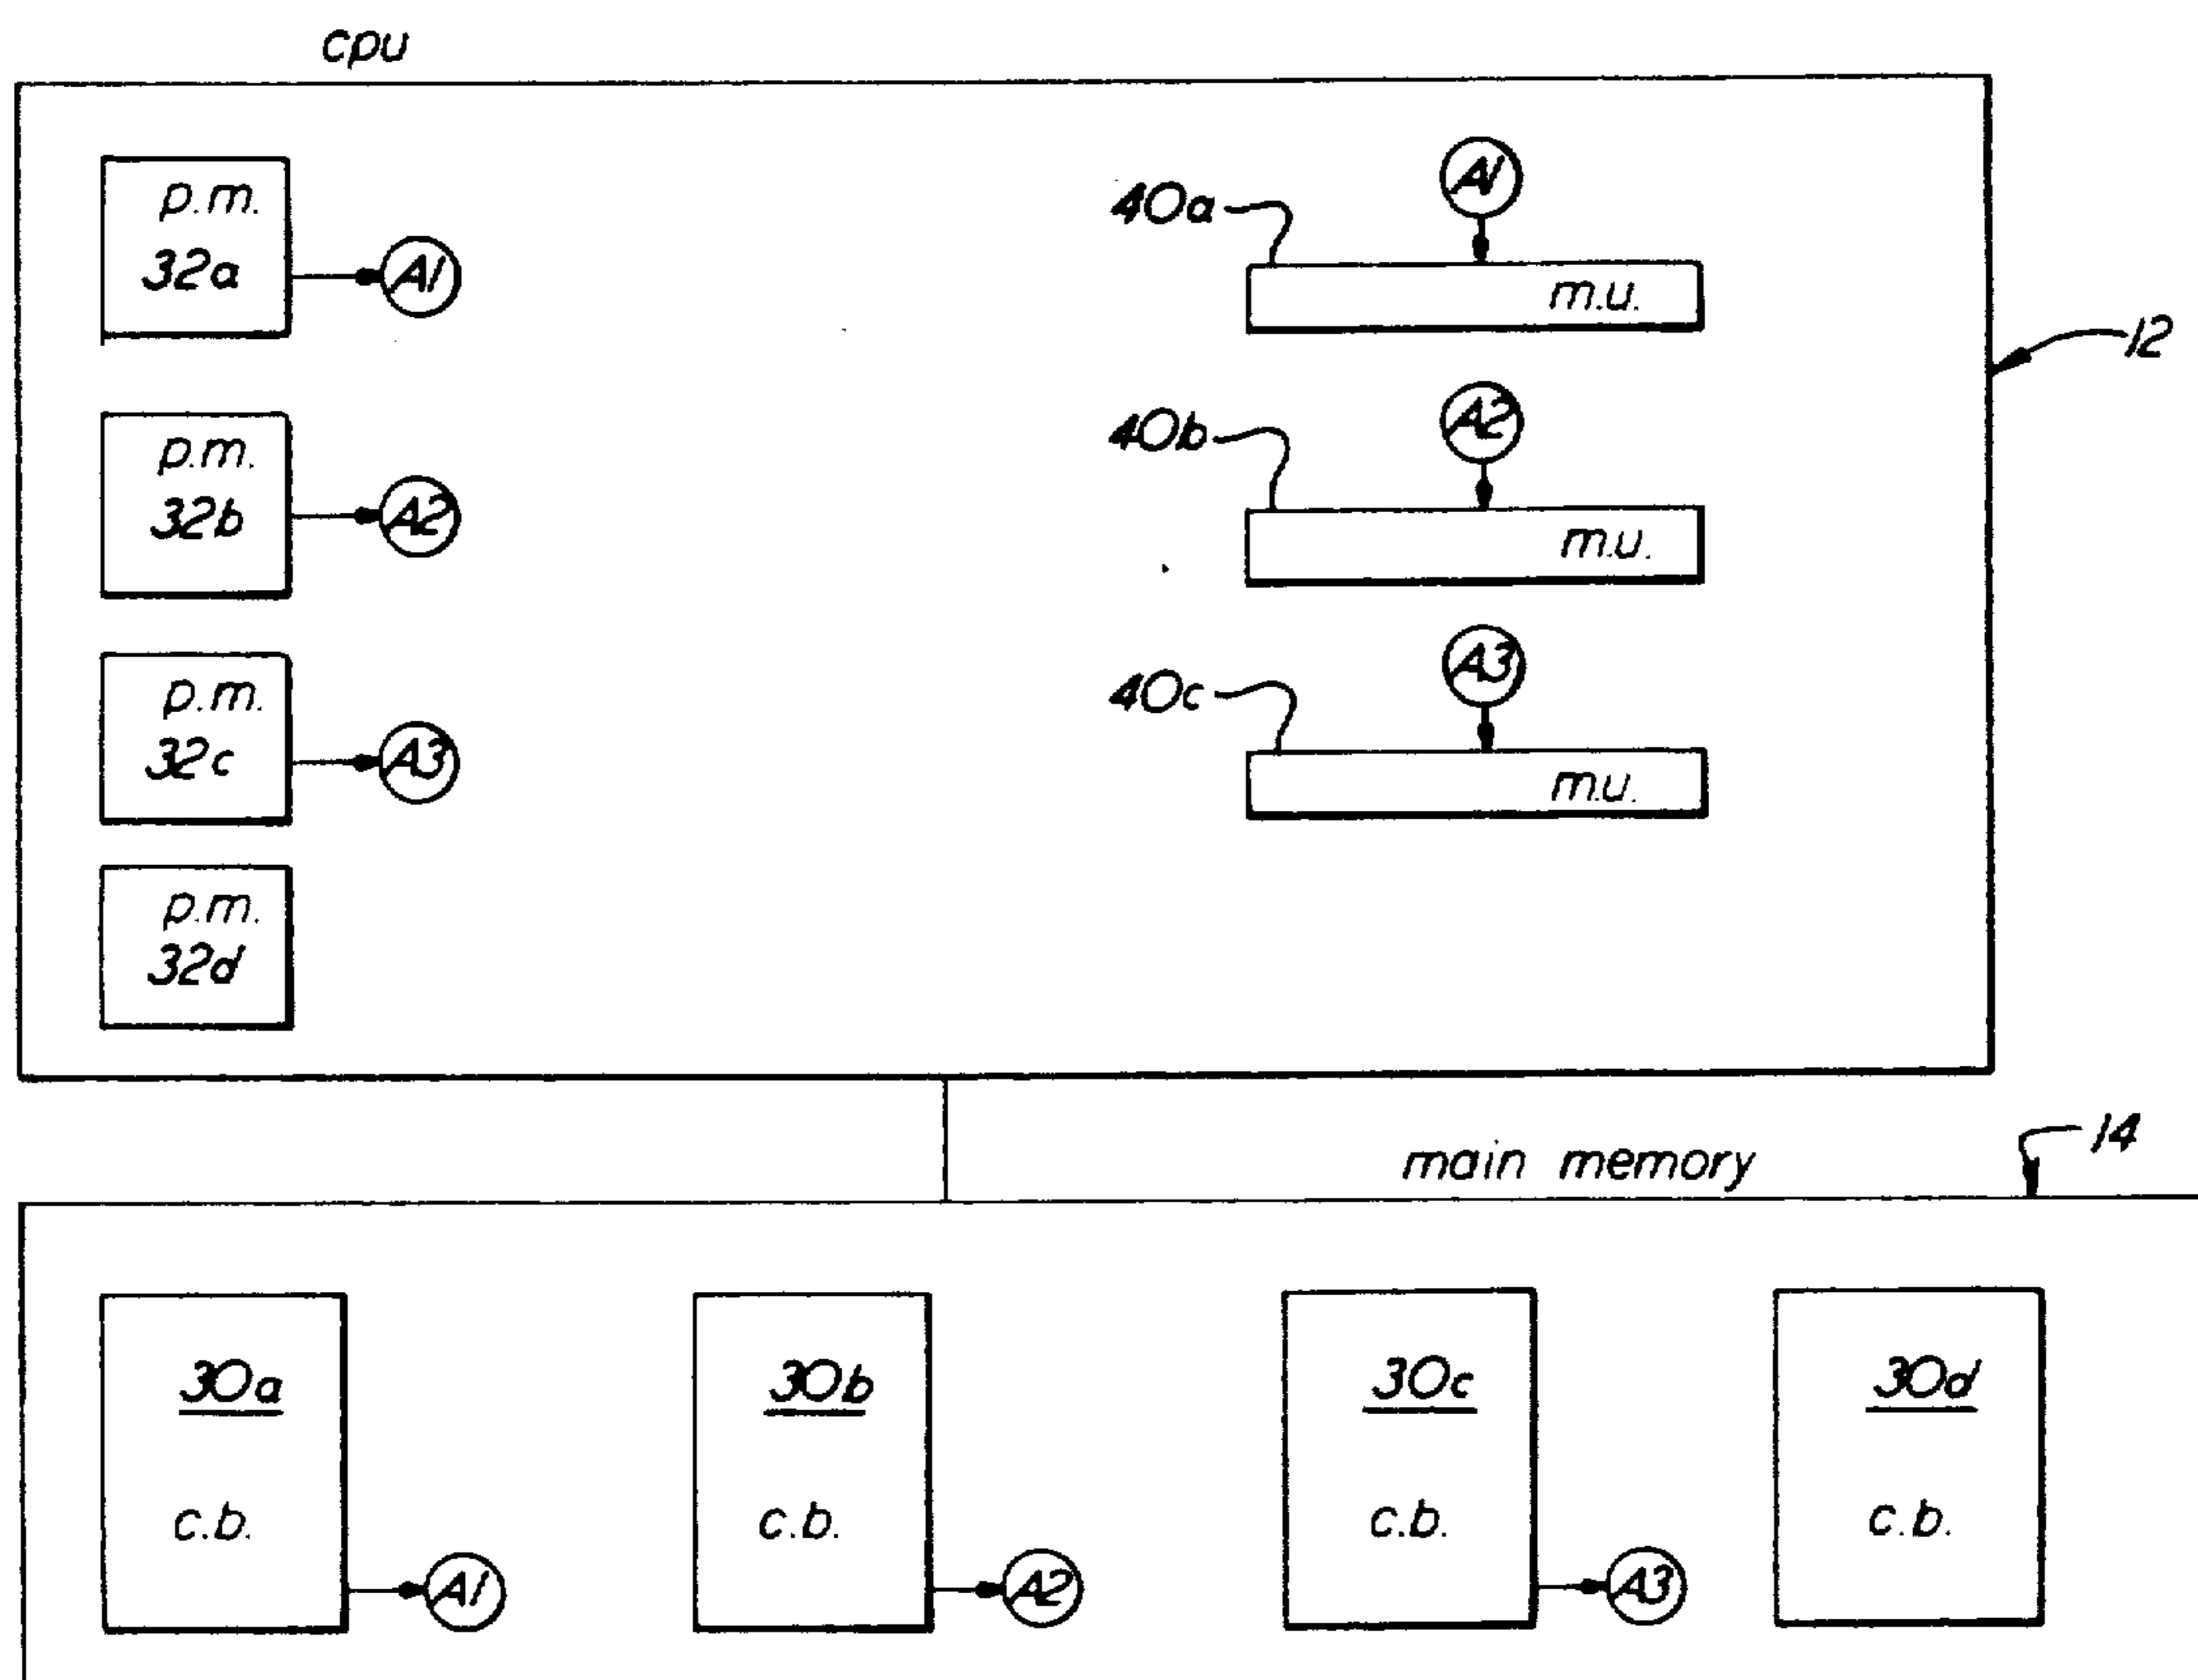 cpu
p.m.
32a
A1
40a
A1
m.u.
12
p.m.
32b
A2
40b
A2
m.u.
p.m.
32c
A3
40c
A3
m.u.
p.m.
32d
main memory
14
30a
c.b.
A1
30b
c.b.
A2
30c
c.b.
A3
30d
c.b.